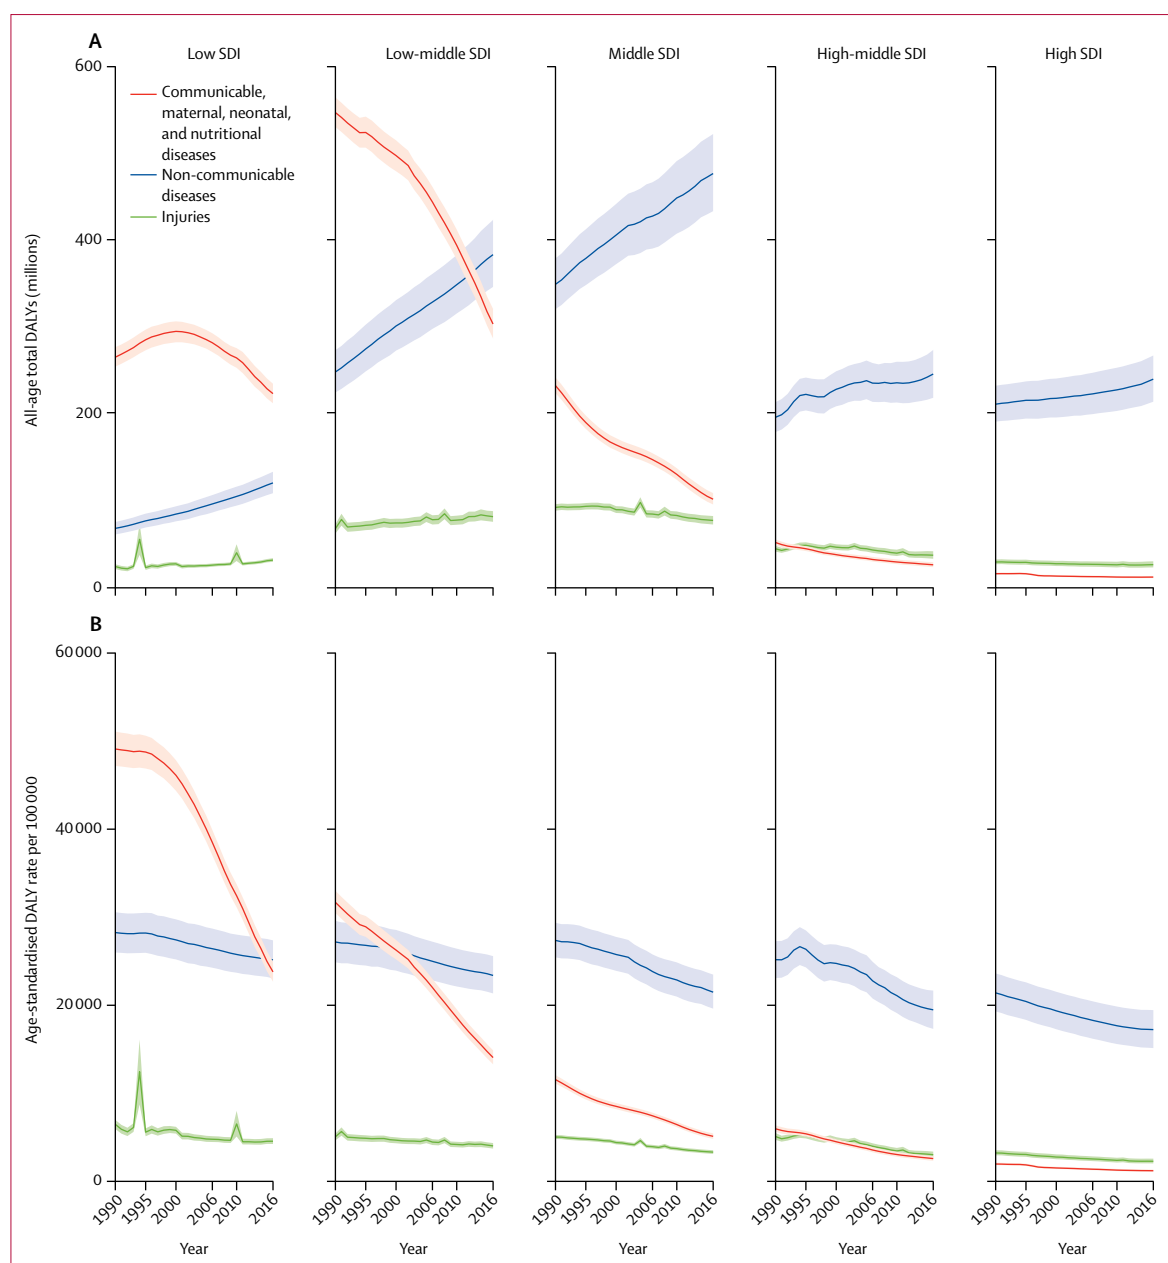 A
Low SDI
Low-middle SDI
Middle SDI
High-middle SDI
High SDI
All-age total DALYs (millions)
600
400
200
0
Communicable,
maternal, neonatal,
and nutritional
diseases
Non-communicable
diseases
Injuries
B
Age-standardised DALY rate per 100 000
60 000
40 000
20 000
0
1990 1995 2000 2006 2010 2016
1990 1995 2000 2006 2010 2016
1990 1995 2000 2006 2010 2016
1990 1995 2000 2006 2010 2016
1990 1995 2000 2006 2010 2016
Year
Year
Year
Year
Year